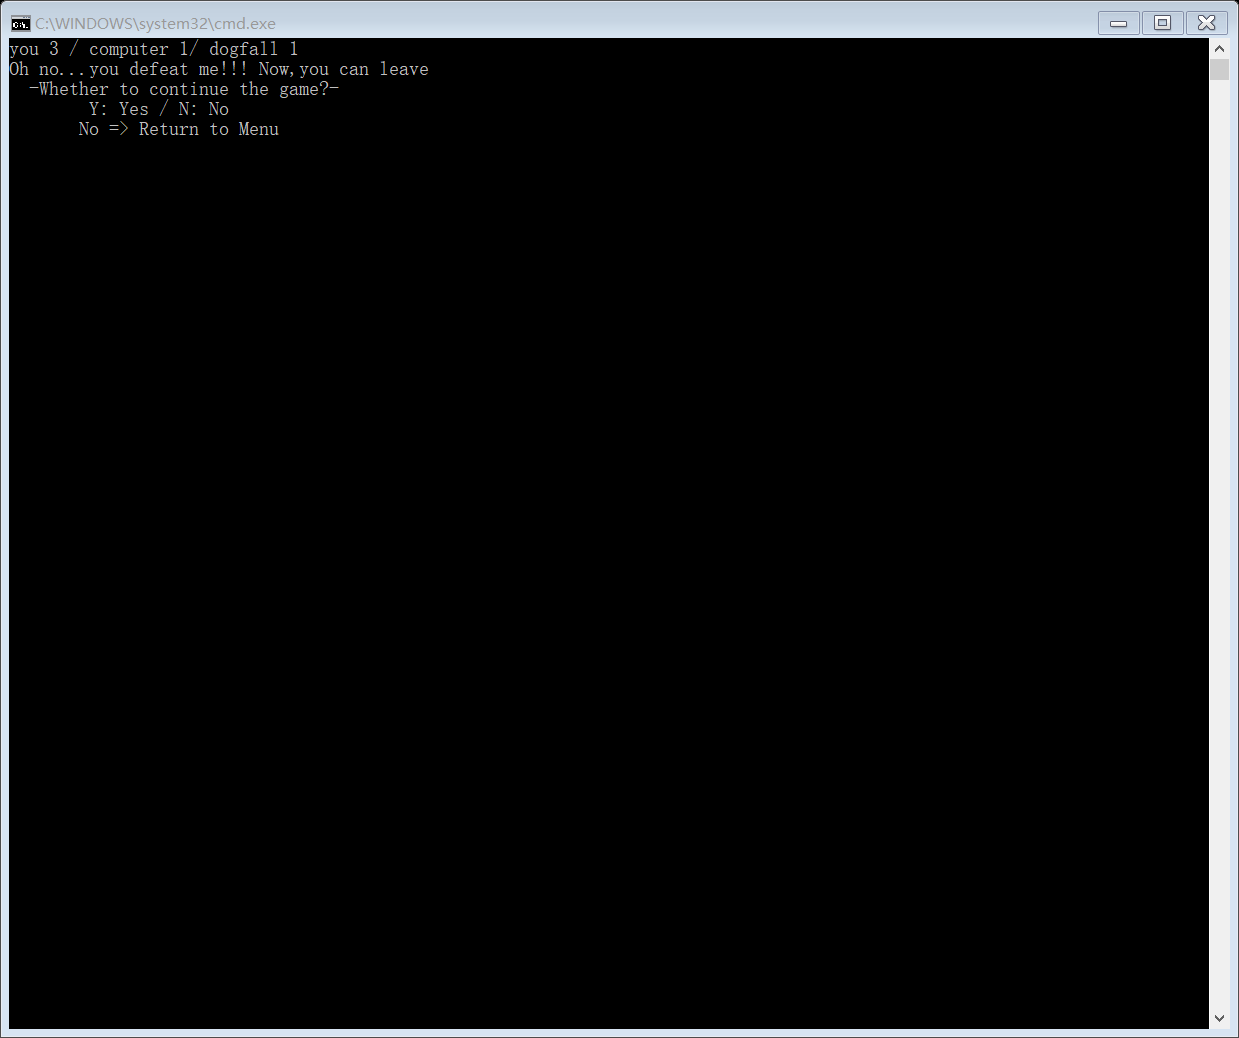 C:\WINDOWS\system32\cmd.exe
you 3 / computer 1/ dogfall 1
Oh no...you defeat me!!! Now,you can leave
-Whether to continue the game?-
Y: Yes / N: No
No => Return to Menu